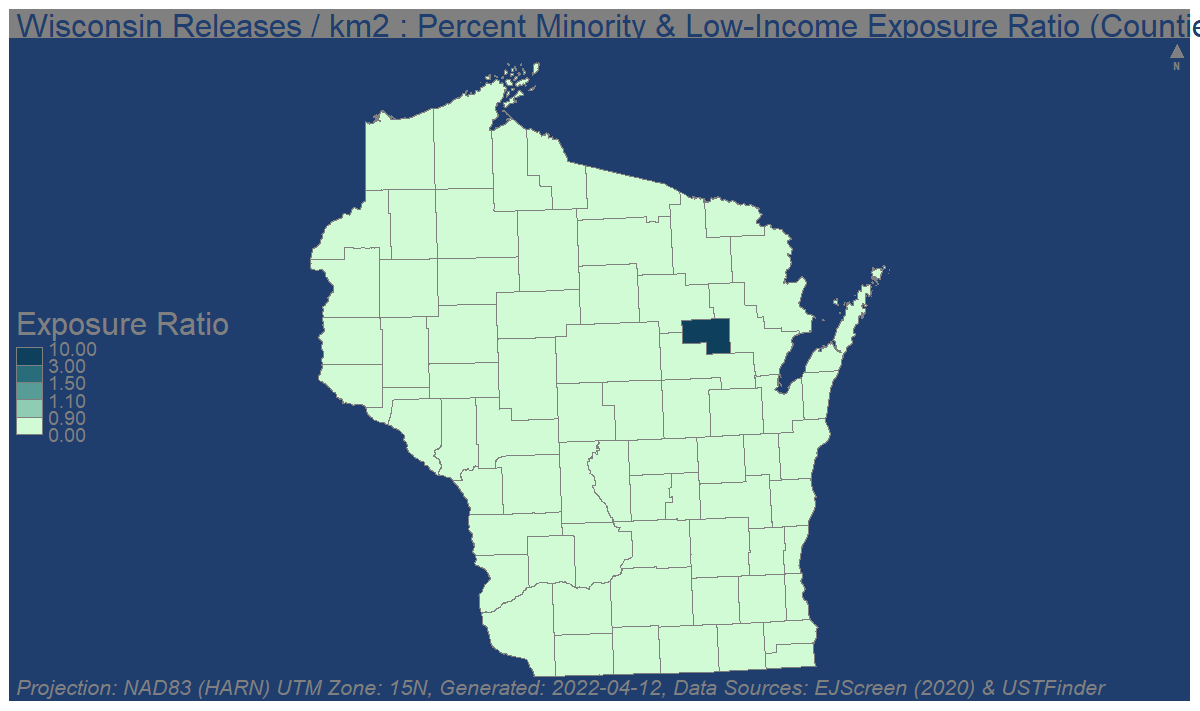 Wisconsin Releases / km2 : Percent Minority & Low-Income Exposure Ratio (Countie
N
Exposure Ratio
10.00
3.00
1.50
1.10
0.90
0.00
Projection: NAD83 (HARN) UTM Zone: 15N, Generated: 2022-04-12, Data Sources: EJScreen (2020) & USTFinder